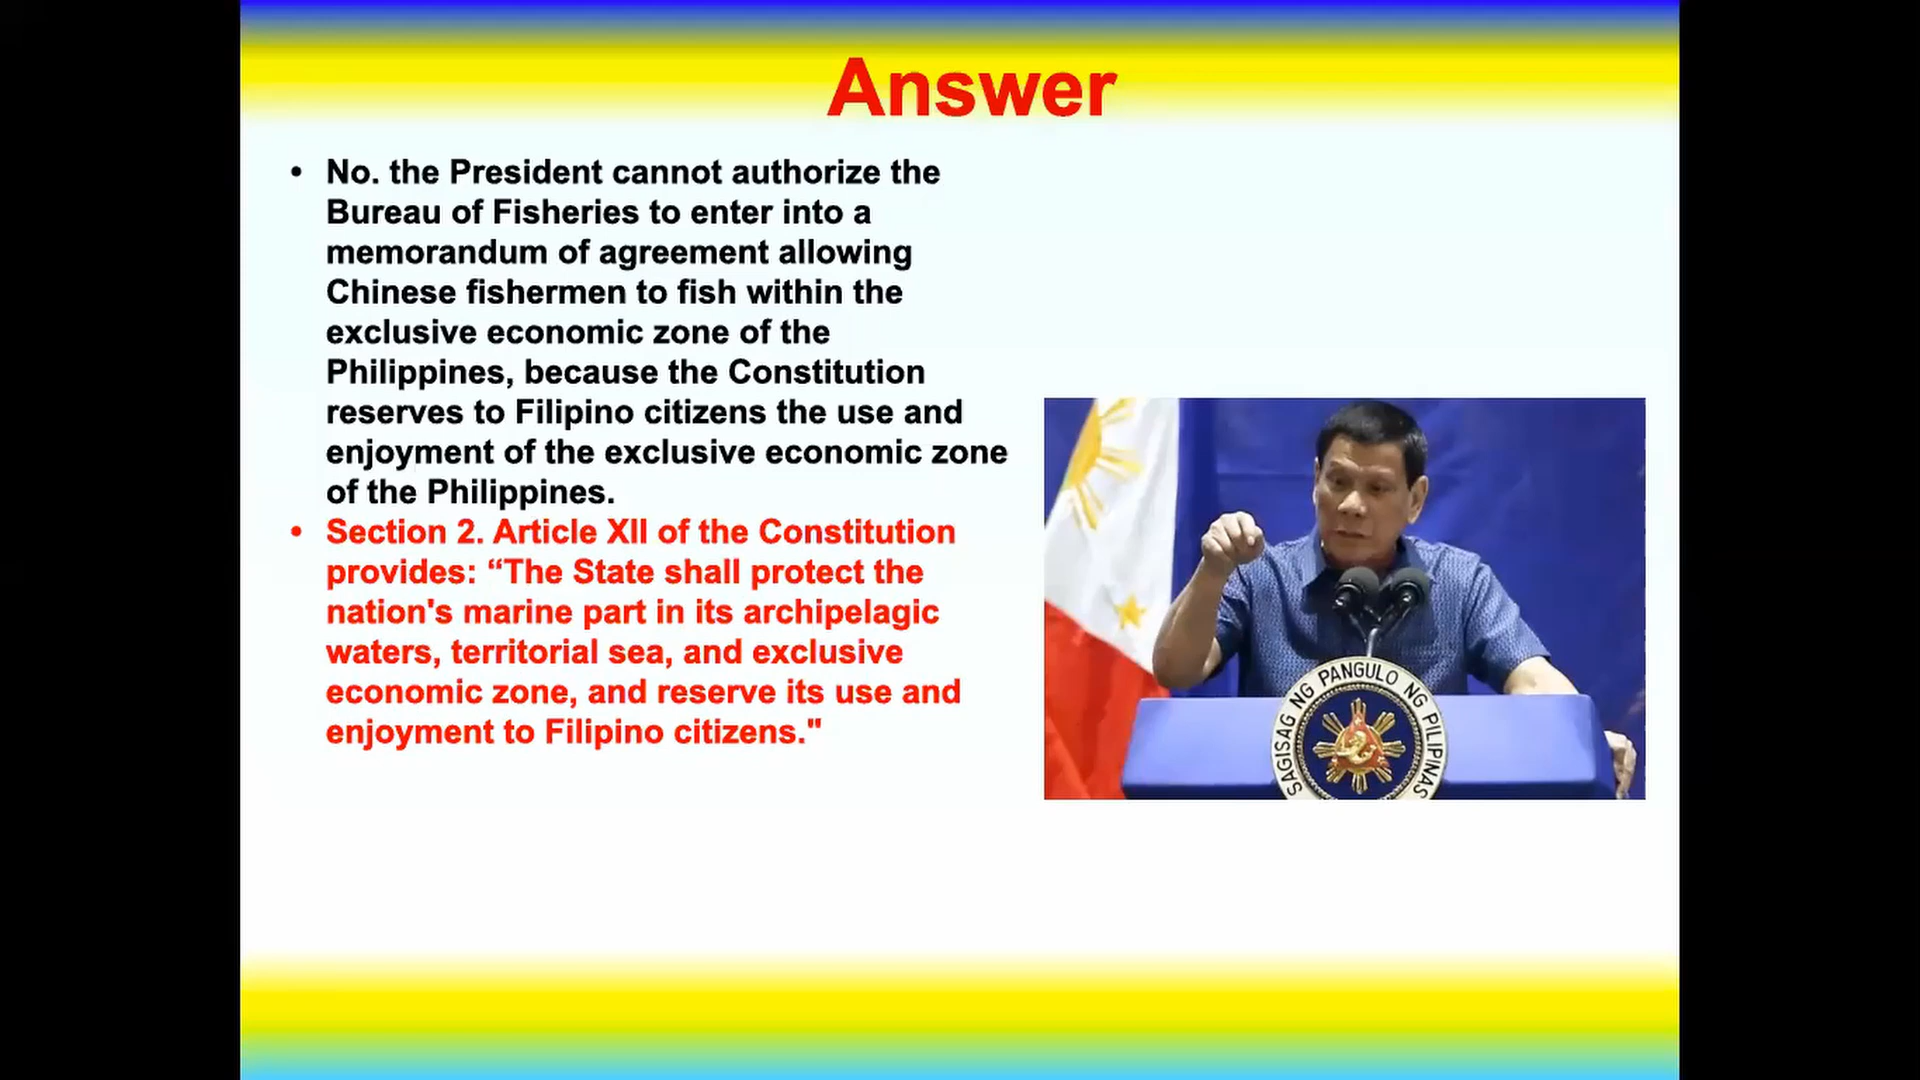 Answer
• No. the President cannot authorize the
Bureau of Fisheries to enter into a
memorandum of agreement allowing
Chinese fishermen to fish within the
exclusive economic zone of the
Philippines, because the Constitution
reserves to Filipino citizens the use and
enjoyment of the exclusive economic zone
of the Philippines.
• Section 2. Article XII of the Constitution
provides: “The State shall protect the
nation's marine part in its archipelagic
waters, territorial sea, and exclusive
economic zone, and reserve its use and
enjoyment to Filipino citizens."
SAGISAG NG PANGULO NG PILIPINAS